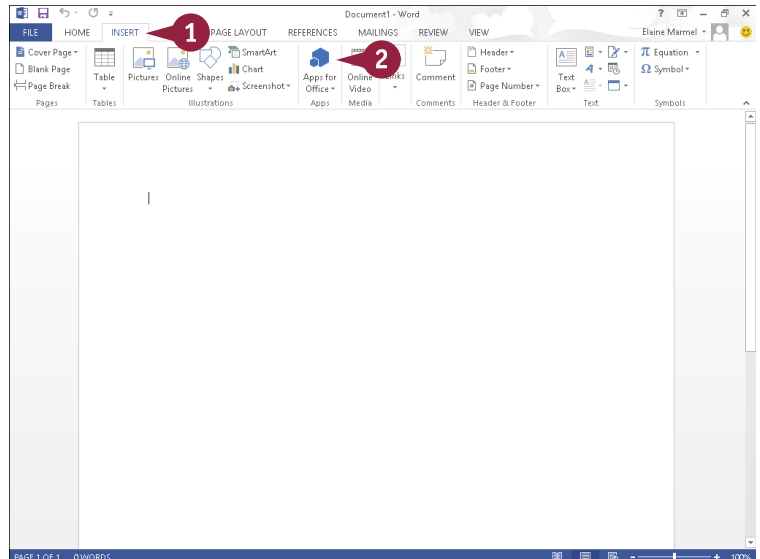 Document1 - Word
?
FILE HOME INSERT PAGE LAYOUT REFERENCES MAILINGS REVIEW VIEW Elaine Marmel
1
Cover Page
Blank Page
Page Break
Pages
Table
Tables
Pictures
Online
Pictures
Shapes
SmartArt
Chart
Screenshot
Illustrations
Apps for
Office
Apps
2
Online
Video
Media
Comment
Comments
Header
Footer
Page Number
Header & Footer
Text
Box
Text
π Equation
Ω Symbol
Symbols
PAGE 1 OF 1 0 WORDS 100%